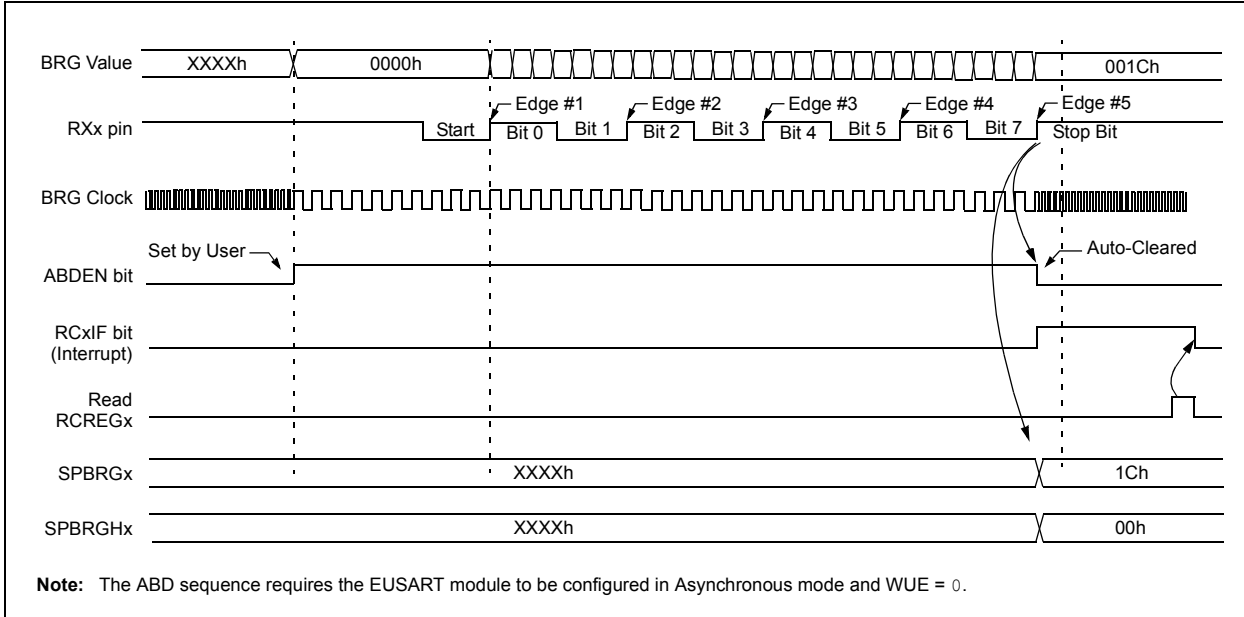 BRG Value XXXXh 0000h 001Ch
Edge #1 Edge #2 Edge #3 Edge #4 Edge #5
RXx pin Start Bit 0 Bit 1 Bit 2 Bit 3 Bit 4 Bit 5 Bit 6 Bit 7 Stop Bit
BRG Clock
Set by User Auto-Cleared
ABDEN bit
RCxIF bit
(Interrupt)
Read
RCREGx
SPBRGx XXXXh 1Ch
SPBRGHx XXXXh 00h
Note: The ABD sequence requires the EUSART module to be configured in Asynchronous mode and WUE = 0.